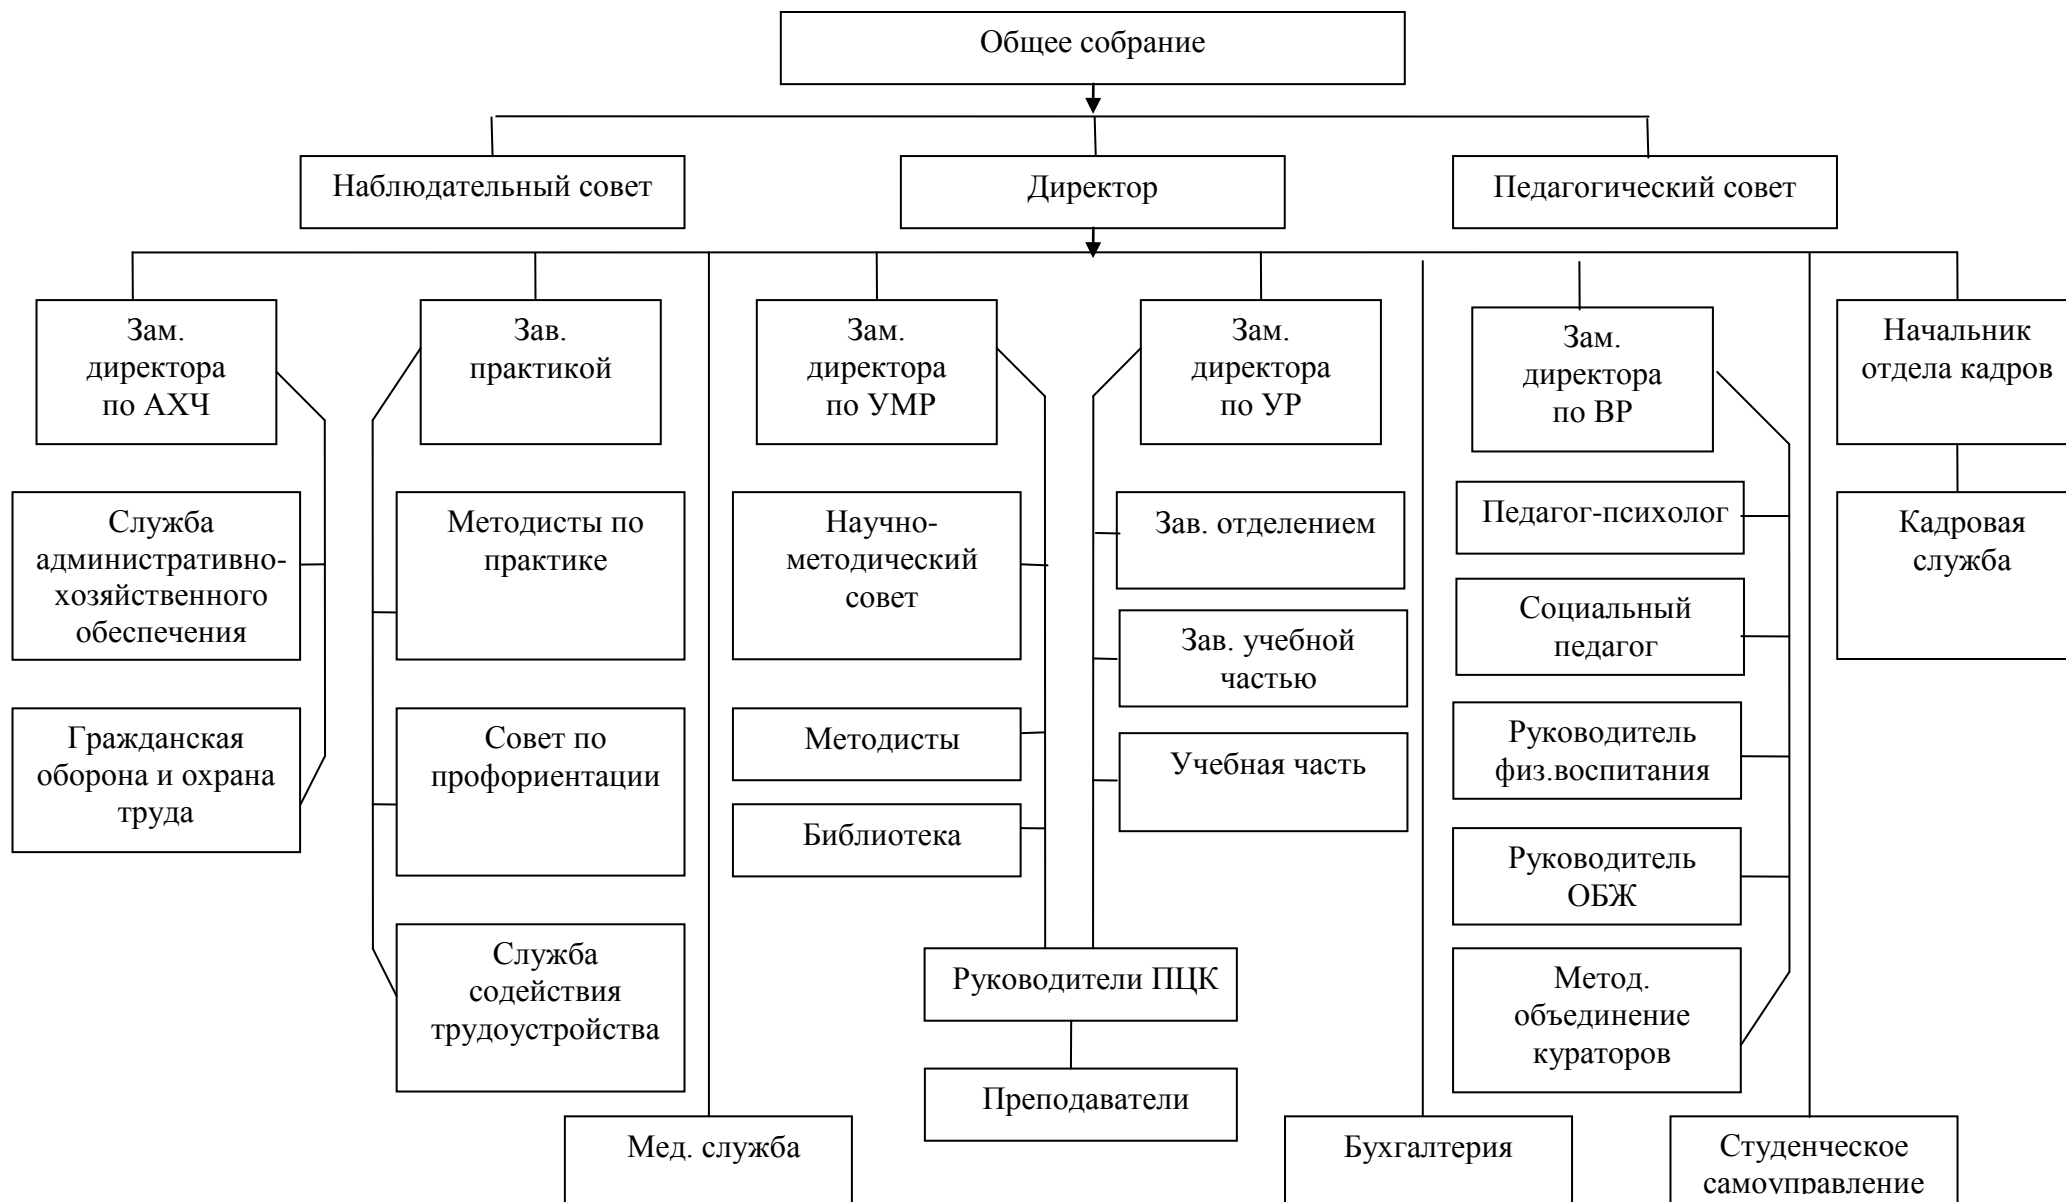 Общее собрание
Наблюдательный совет
Директор
Педагогический совет
Зам.
директора
по АХЧ
Зав.
практикой
Зам.
директора
по УМР
Зам.
директора
по УР
Зам.
директора
по ВР
Начальник
отдела кадров
Служба
административно-
хозяйственного
обеспечения
Методисты по
практике
Научно-
методический
совет
Зав. отделением
Педагог-психолог
Кадровая
служба
Социальный
педагог
Зав. учебной
частью
Гражданская
оборона и охрана
труда
Совет по
профориентации
Методисты
Учебная часть
Руководитель
физ.воспитания
Библиотека
Руководитель
ОБЖ
Служба
содействия
трудоустройства
Руководители ПЦК
Метод.
объединение
кураторов
Преподаватели
Мед. служба
Бухгалтерия
Студенческое
самоуправление